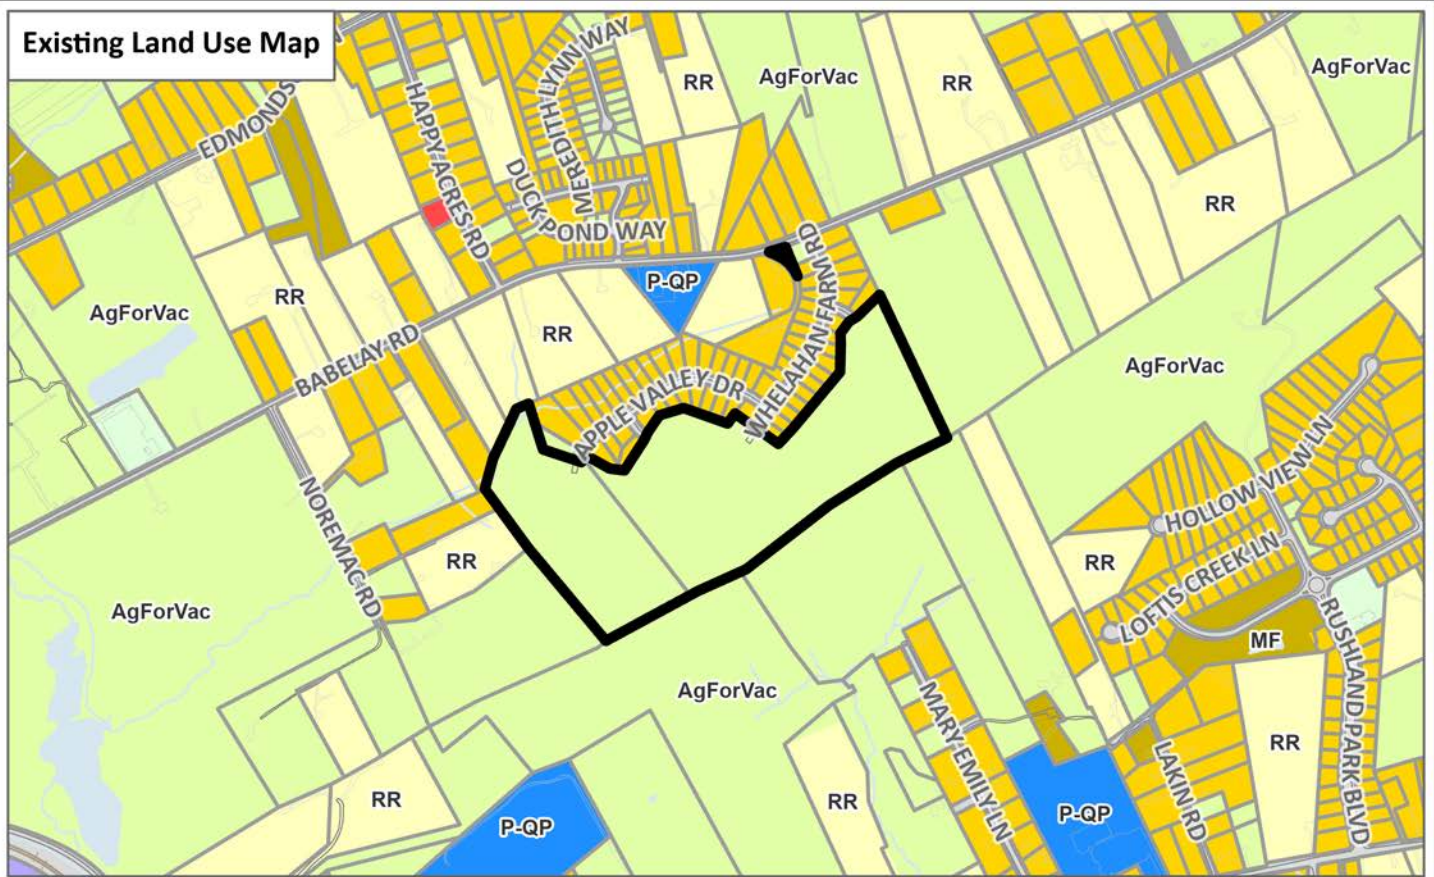 Existing Land Use Map
EDMONDS
HAPPY ACRES RD
MEREDITH LYNN WAY
DUCK POND WAY
RR
AgForVac
RR
AgForVac
RR
AgForVac
RR
BABELAY RD
RR
P-QP
WHELAHAN FARM RD
APPLE VALLEY DR
AgForVac
NOREMAC RD
RR
AgForVac
HOLLOW VIEW LN
RR
LOFTIS CREEK LN
MF
RUSHLAND PARK BLVD
AgForVac
MARY EMILY LN
LAKIN RD
RR
RR
RR
P-QP
P-QP